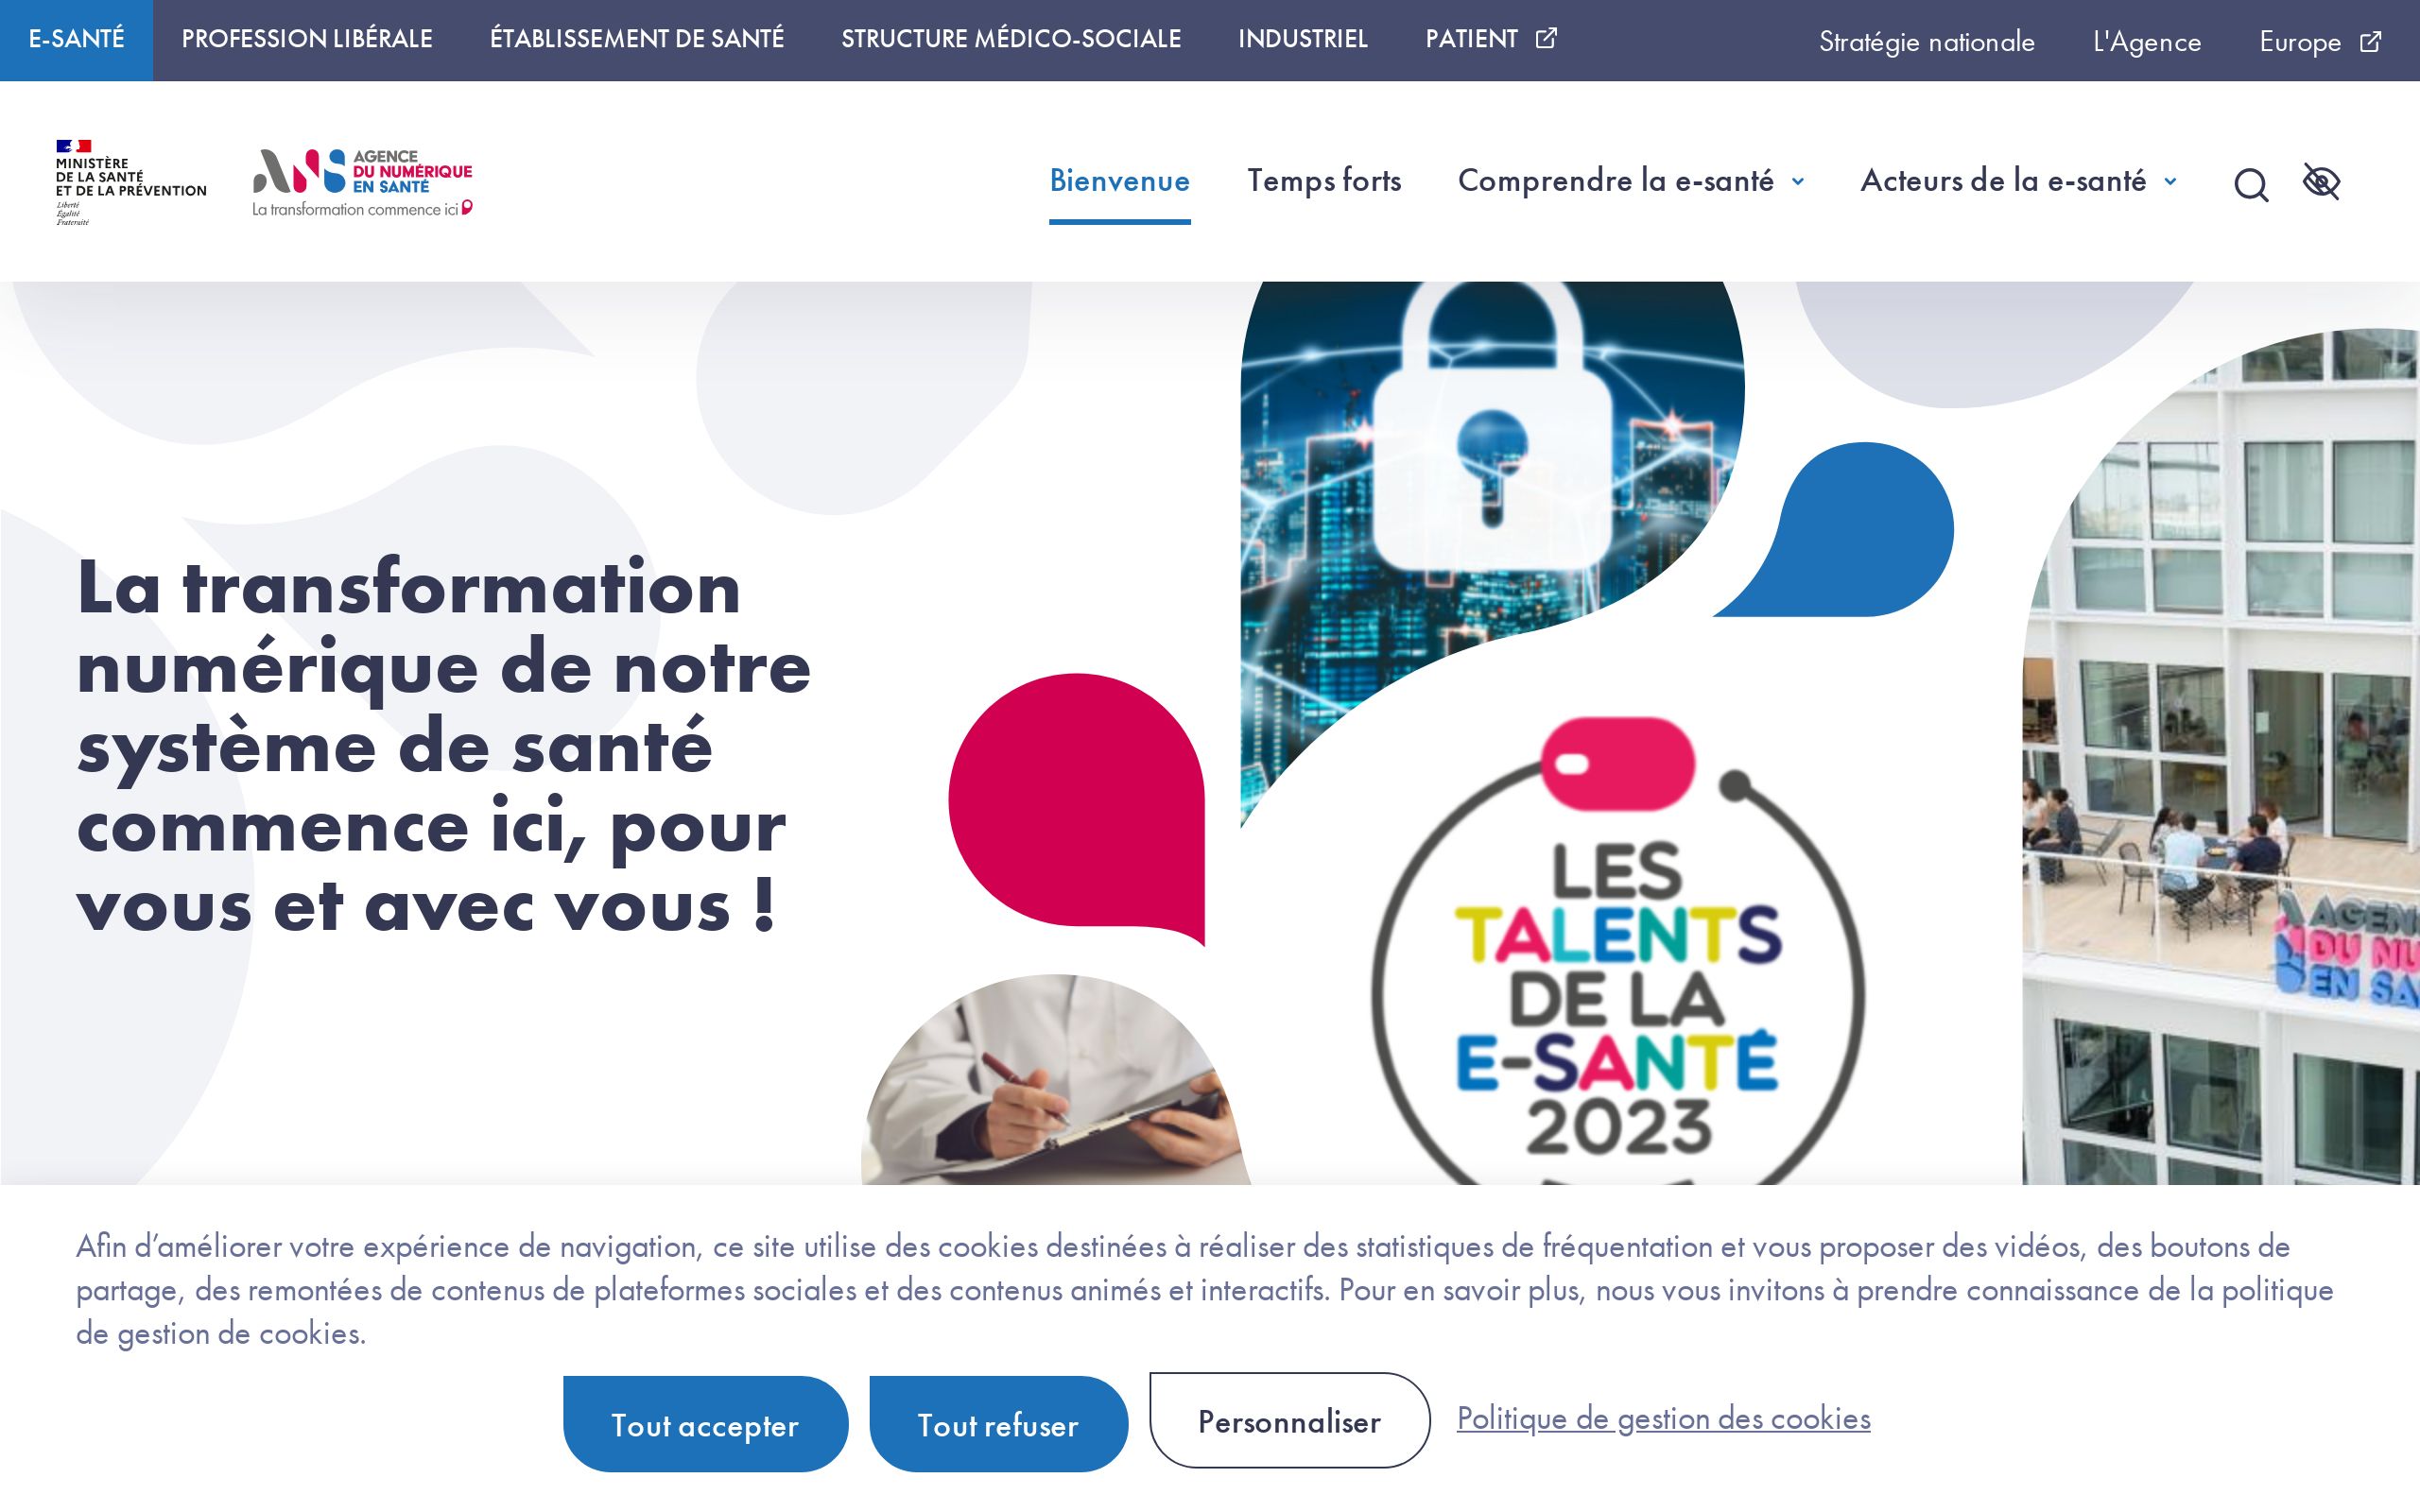 E-SANTÉ
PROFESSION LIBÉRALE
ÉTABLISSEMENT DE SANTÉ
STRUCTURE MÉDICO-SOCIALE
INDUSTRIEL
PATIENT
Stratégie nationale
L'Agence
Europe
MINISTÈRE
DE LA SANTÉ
ET DE LA PRÉVENTION
Liberté
Égalité
Fraternité
ANS
AGENCE
DU NUMÉRIQUE
EN SANTÉ
La transformation commence ici
Bienvenue
Temps forts
Comprendre la e-santé
Acteurs de la e-santé
La transformation
numérique de notre
système de santé
commence ici, pour
vous et avec vous !
LES
TALENTS
DE LA
E-SANTÉ
2023
AGEN
DU NU
EN SA
Afin d’améliorer votre expérience de navigation, ce site utilise des cookies destinées à réaliser des statistiques de fréquentation et vous proposer des vidéos, des boutons de
partage, des remontées de contenus de plateformes sociales et des contenus animés et interactifs. Pour en savoir plus, nous vous invitons à prendre connaissance de la politique
de gestion de cookies.
Tout accepter
Tout refuser
Personnaliser
Politique de gestion des cookies